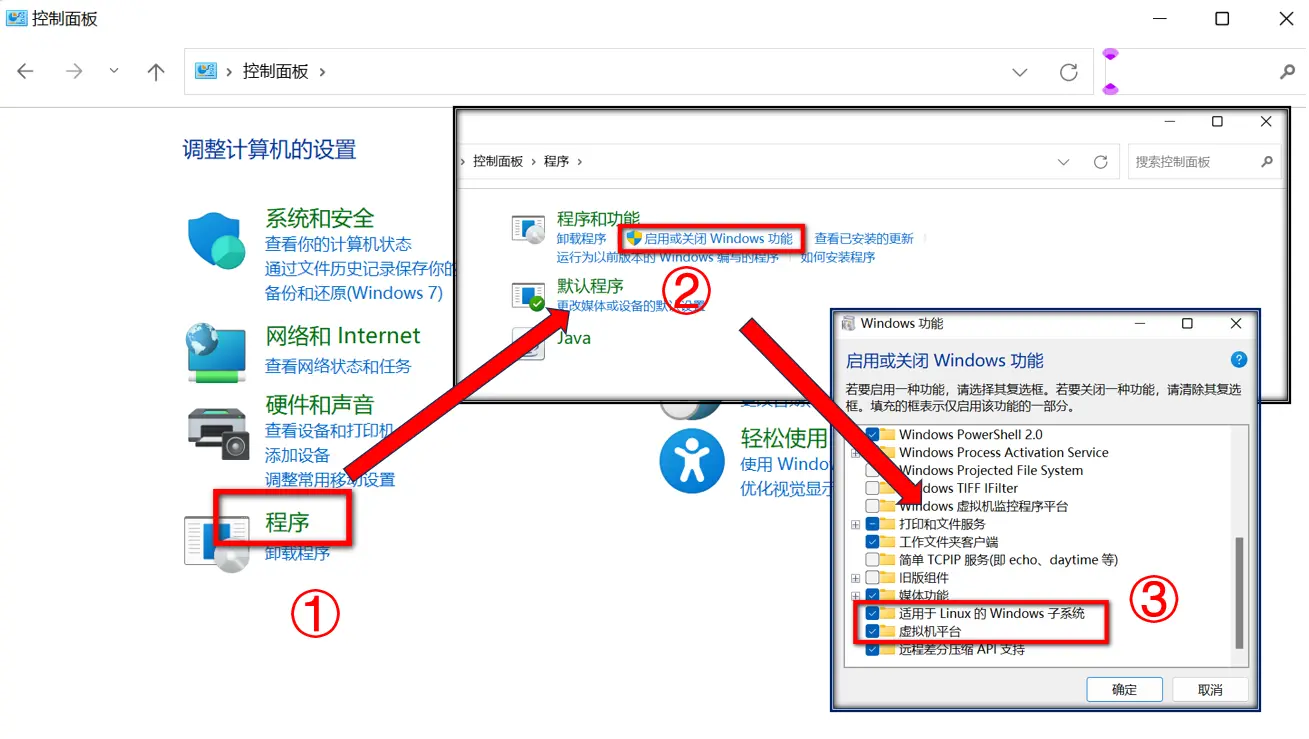 控制面板
控制面板
调整计算机的设置
系统和安全
查看你的计算机状态
通过文件历史记录保存你的
备份和还原(Windows 7)
网络和 Internet
查看网络状态和任务
硬件和声音
查看设备和打印机
添加设备
调整常用移动设置
程序
卸载程序
①
轻松使用
使用 Windo
优化视觉显示
控制面板 › 程序 ›
搜索控制面板
程序和功能
卸载程序 启用或关闭 Windows 功能 查看已安装的更新
运行为以前版本的 Windows 编写的程序 如何安装程序
默认程序
更改媒体或设备的默认设置
②
Java
Windows 功能
启用或关闭 Windows 功能
若要启用一种功能，请选择其复选框。若要关闭一种功能，请清除其复选
框。填充的框表示仅启用该功能的一部分。
Windows PowerShell 2.0
Windows Process Activation Service
Windows Projected File System
Windows TIFF IFilter
Windows 虚拟机监控程序平台
打印和文件服务
工作文件夹客户端
简单 TCPIP 服务(即 echo、daytime 等)
旧版组件
媒体功能
适用于 Linux 的 Windows 子系统
虚拟机平台
远程差分压缩 API 支持
③
确定
取消